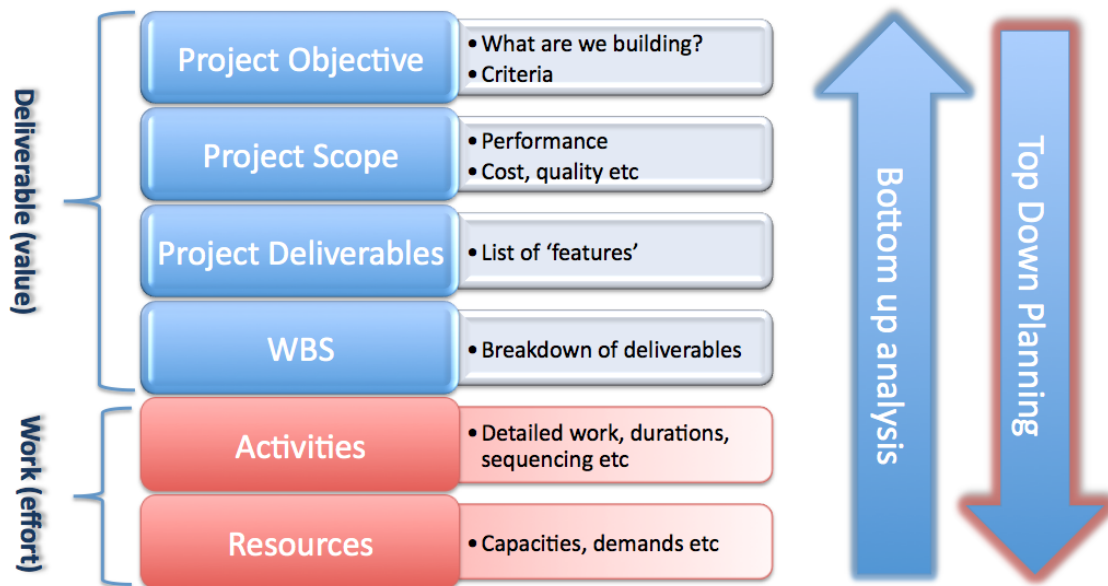 Deliverable (value)
Project Objective
• What are we building?
• Criteria
Project Scope
• Performance
• Cost, quality etc
Project Deliverables
• List of ‘features’
WBS
• Breakdown of deliverables
Work (effort)
Activities
• Detailed work, durations,
sequencing etc
Resources
• Capacities, demands etc
Bottom up analysis
Top Down Planning